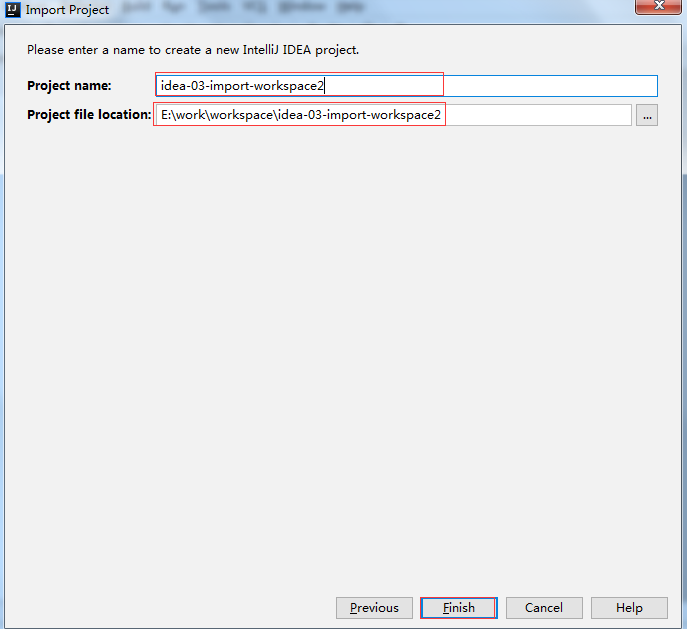 IJ Import Project
Please enter a name to create a new IntelliJ IDEA project.
Project name: idea-03-import-workspace2
Project file location: E:\work\workspace\idea-03-import-workspace2 ...
Previous Finish Cancel Help